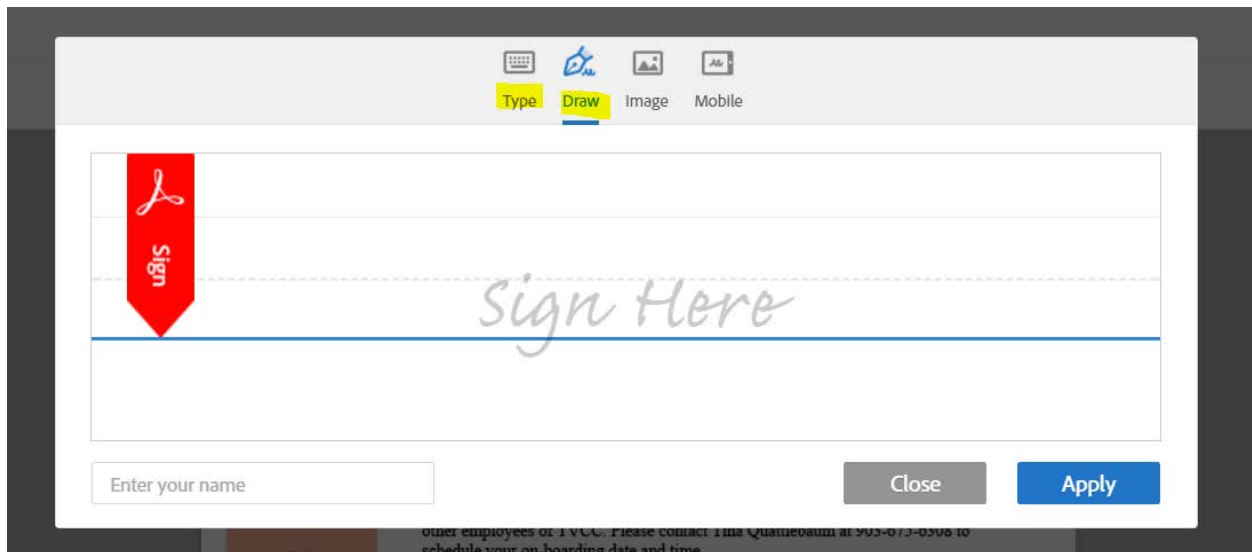 Type Draw Image Mobile
Sign
Sign Here
Enter your name Close Apply
other employees of TVCC. Please contact Tina Quattlebaum at 903-675-6308 to
schedule your on-boarding date and time.